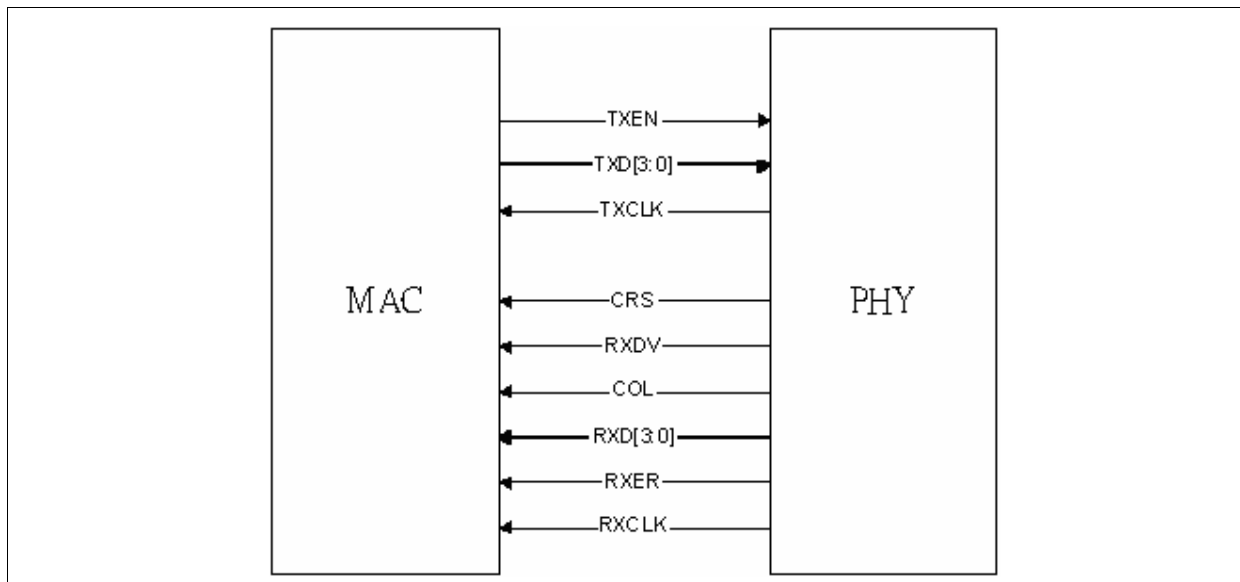 TXEN
TXD[3:0]
TXCLK
MAC
PHY
CRS
RXDV
COL
RXD[3:0]
RXER
RXCLK